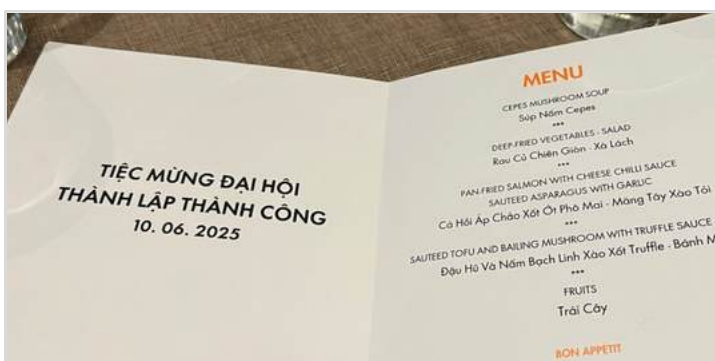 TIỆC MỪNG ĐẠI HỘI
THÀNH LẬP THÀNH CÔNG
10. 06. 2025
MENU
CEPES MUSHROOM SOUP
Súp Nấm Cepes
***
DEEP-FRIED VEGETABLES - SALAD
Rau Củ Chiên Giòn - Xà Lách
***
PAN-FRIED SALMON WITH CHEESE CHILLI SAUCE
SAUTEED ASPARAGUS WITH GARLIC
Cá Hồi Áp Chảo Xốt Ớt Phô Mai - Măng Tây Xào Tỏi
***
SAUTEED TOFU AND BAILING MUSHROOM WITH TRUFFLE SAUCE
Đậu Hũ Và Nấm Bạch Linh Xào Xốt Truffle - Bánh
***
FRUITS
Trái Cây
BON APPETIT